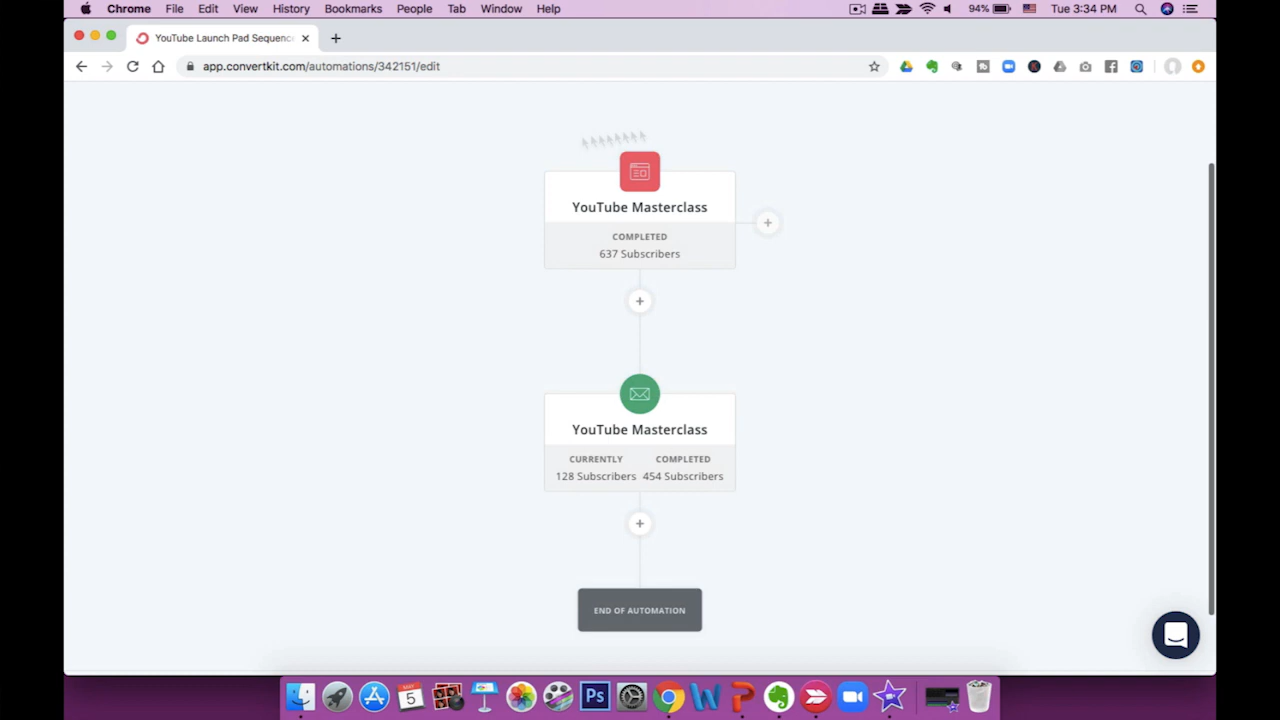 Chrome File Edit View History Bookmarks People Tab Window Help 94% Tue 3:34 PM
YouTube Launch Pad Sequenc
app.convertkit.com/automations/342151/edit
YouTube Masterclass
COMPLETED
637 Subscribers
+
+
YouTube Masterclass
CURRENTLY COMPLETED
128 Subscribers 454 Subscribers
+
END OF AUTOMATION
5 Ps W P